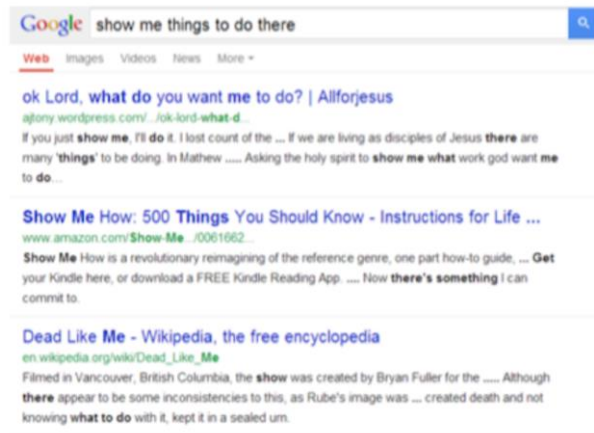 Google show me things to do there
Web Images Videos News More
ok Lord, what do you want me to do? | Allforjesus
ajtony.wordpress.com/.../ok-lord-what-d...
If you just show me, I'll do it. I lost count of the ... If we are living as disciples of Jesus there are
many 'things' to be doing. In Mathew ..... Asking the holy spirit to show me what work god want me
to do...
Show Me How: 500 Things You Should Know - Instructions for Life ...
www.amazon.com/Show-Me.../0061662...
Show Me How is a revolutionary reimagining of the reference genre, one part how-to guide, ... Get
your Kindle here, or download a FREE Kindle Reading App. .... Now there's something I can
commit to.
Dead Like Me - Wikipedia, the free encyclopedia
en.wikipedia.org/wiki/Dead_Like_Me
Filmed in Vancouver, British Columbia, the show was created by Bryan Fuller for the ..... Although
there appear to be some inconsistencies to this, as Rube's image was ... created death and not
knowing what to do with it, kept it in a sealed urn.